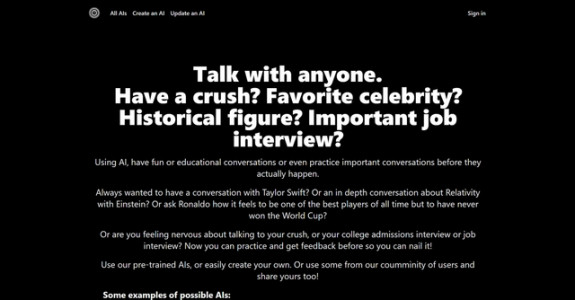 All AIs Create an AI Update an AI Sign in
Talk with anyone.
Have a crush? Favorite celebrity?
Historical figure? Important job
interview?
Using AI, have fun or educational conversations or even practice important conversations before they
actually happen.
Always wanted to have a conversation with Taylor Swift? Or an in depth conversation about Relativity
with Einstein? Or ask Ronaldo how it feels to be one of the best players of all time but to have never
won the World Cup?
Or are you feeling nervous about talking to your crush, or your college admissions interview or job
interview? Now you can practice and get feedback before so you can nail it!
Use our pre-trained AIs, or easily create your own. Or use some from our coumminity of users and
share yours too!
Some examples of possible AIs: